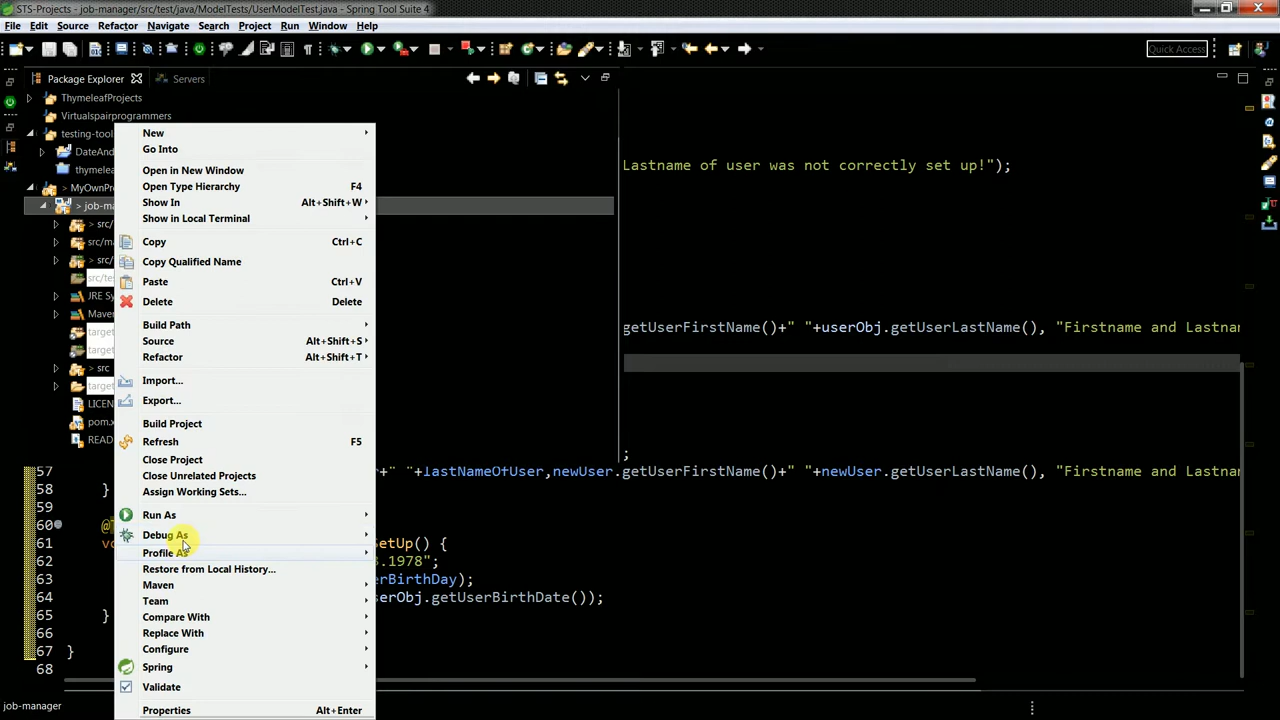 STS-Projects - job-manager/src/test/java/ModelTests/UserModelTest.java - Spring Tool Suite 4
File Edit Source Refactor Navigate Search Project Run Window Help
Quick Access
Package Explorer Servers
ThymeleafProjects
Virtualspairprogrammers
testing-tool
DateAnd
thymelea
> MyOwnPr
> job-ma
> src/
src/m
> src/
src/te
JRE Sy
Maven
target
target
> src
target
LICEN
pom.x
READ
New
Go Into
Open in New Window
Open Type Hierarchy F4
Show In Alt+Shift+W
Show in Local Terminal
Copy Ctrl+C
Copy Qualified Name
Paste Ctrl+V
Delete Delete
Build Path
Source Alt+Shift+S
Refactor Alt+Shift+T
Import...
Export...
Build Project
Refresh F5
Close Project
Close Unrelated Projects
Assign Working Sets...
Run As
Debug As
Profile As
Restore from Local History...
Maven
Team
Compare With
Replace With
Configure
Spring
Validate
Properties Alt+Enter
Lastname of user was not correctly set up!");
getUserFirstName()+" "+userObj.getUserLastName(), "Firstname and Lastnam
;
57 +" "+lastNameOfUser,newUser.getUserFirstName()+" "+newUser.getUserLastName(), "Firstname and Lastnam
58 }
59
60 @T
61 vo setUp() {
62 .1978";
63 erBirthDay);
64 erObj.getUserBirthDate());
65 }
66
67 }
68
job-manager